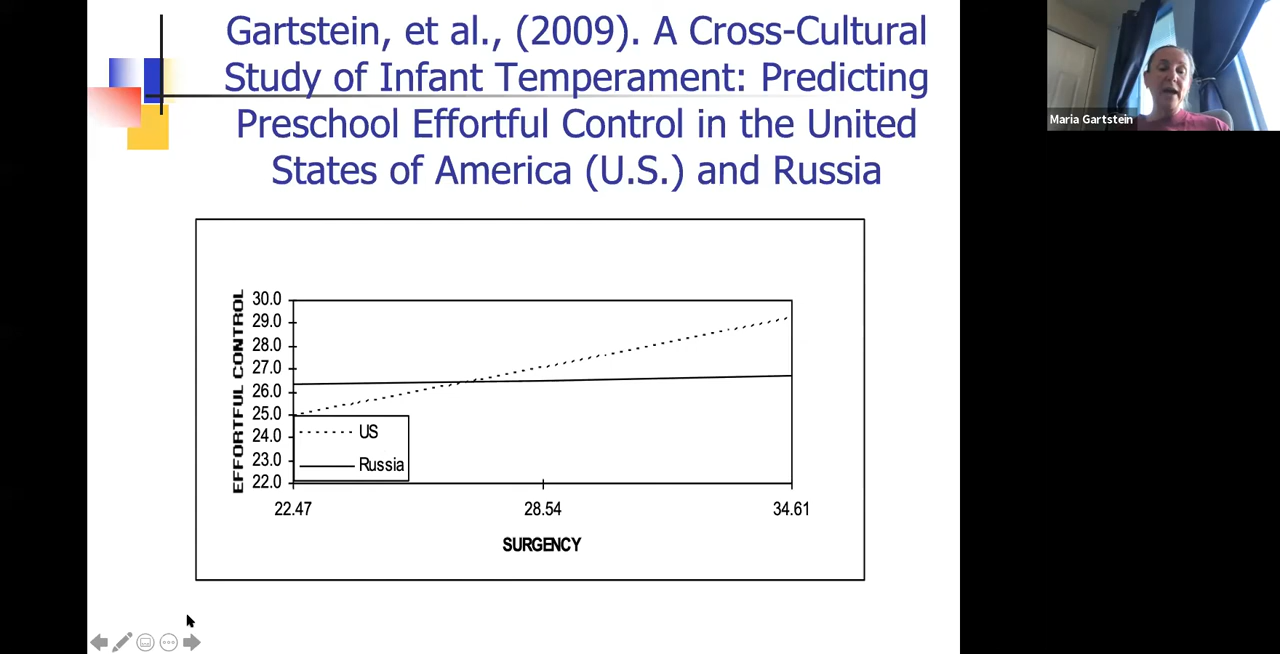 Gartstein, et al., (2009). A Cross-Cultural
Study of Infant Temperament: Predicting
Preschool Effortful Control in the United
States of America (U.S.) and Russia
Maria Gartstein
EFFORTFUL CONTROL
30.0
29.0
28.0
27.0
26.0
25.0
24.0
23.0
22.0
US
Russia
22.47 28.54 34.61
SURGENCY